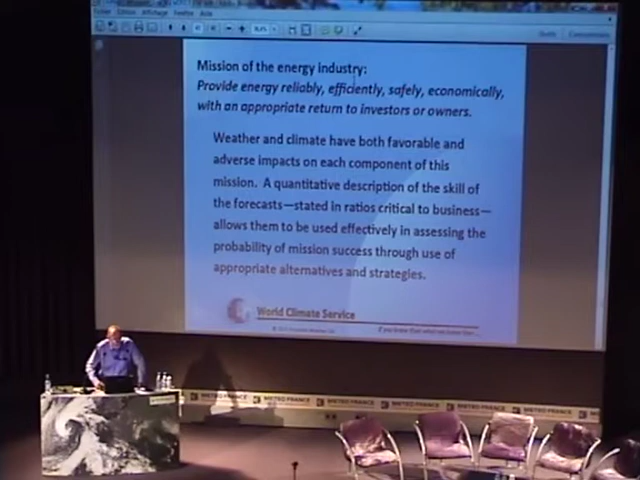 Affichage
Mission of the energy industry:
Provide energy reliably, efficiently, safely, economically,
with an appropriate return to investors or owners.
Weather and climate have both favorable and
adverse impacts on each component of this
mission. A quantitative description of the skill of
the forecasts—stated in ratios critical to business—
allows them to be used effectively in assessing the
probability of mission success through use of
appropriate alternatives and strategies.
World Climate Service
METEO FRANCE METEO FRANCE METEO FRANCE METEO FRANCE METEO FRANCE